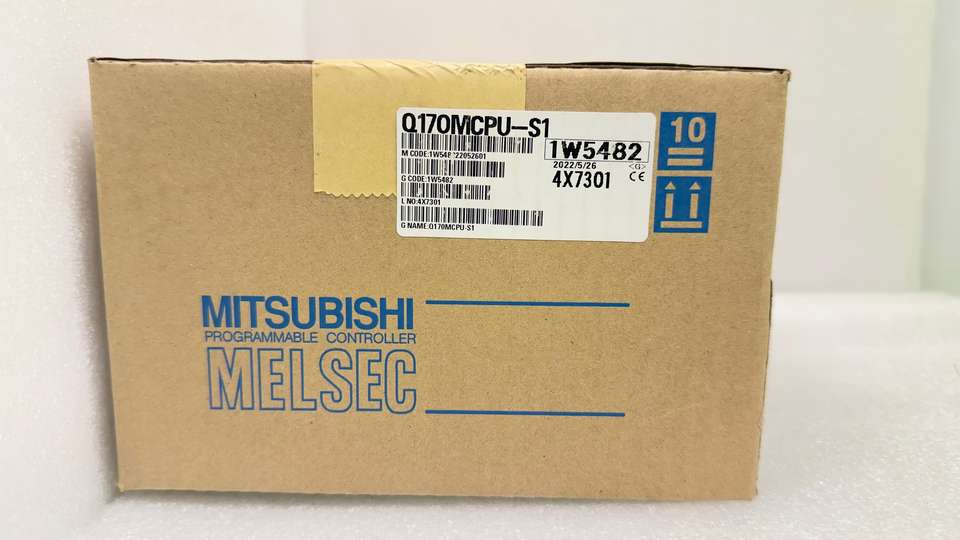 Q170MCPU-S1
1W5482
M CODE:1W548 22052601
2022/5/26 <G>
4X7301 CE
G CODE:1W5482
L NO:4X7301
G NAME:Q170MCPU-S1
10
MITSUBISHI
PROGRAMMABLE CONTROLLER
MELSEC